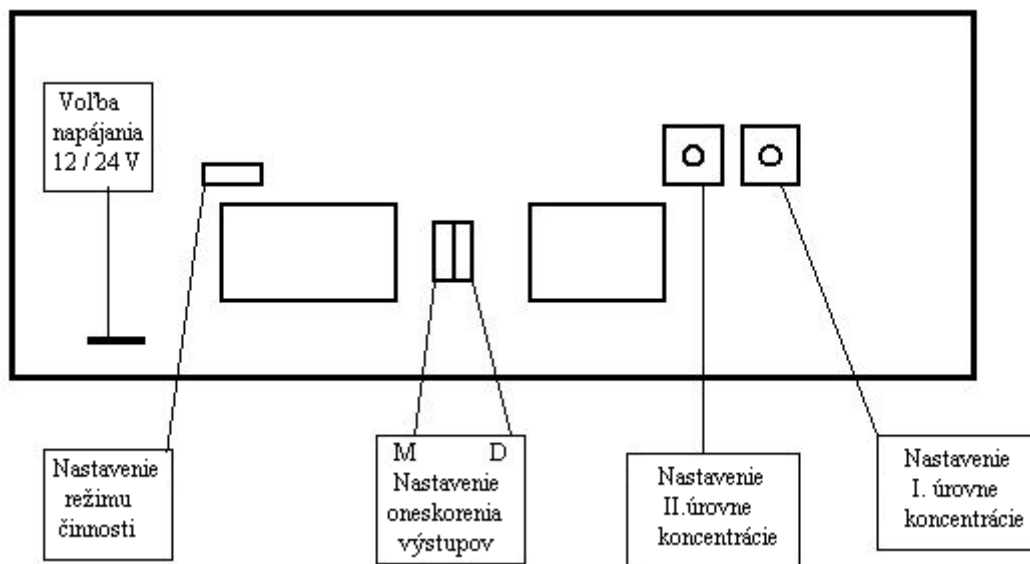 Voľba
napájania
12 / 24 V
Nastavenie
režimu
činnosti
M D
Nastavenie
oneskorenia
výstupov
Nastavenie
II.úrovne
koncentrácie
Nastavenie
I. úrovne
koncentrácie